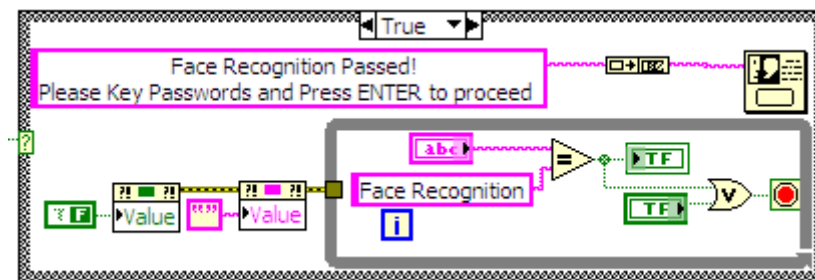 True
Face Recognition Passed!
Please Key Passwords and Press ENTER to proceed
?
abc
=
TF
Face Recognition
?! ?!
?! ?!
F
Value
""
Value
i
TF
V